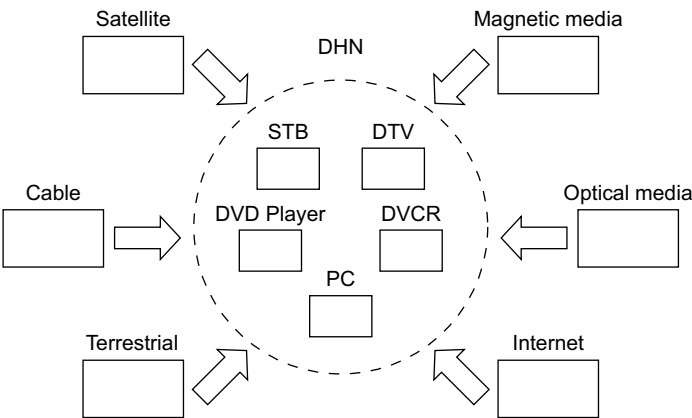 Satellite
Magnetic media
DHN
STB
DTV
Cable
Optical media
DVD Player
DVCR
PC
Terrestrial
Internet